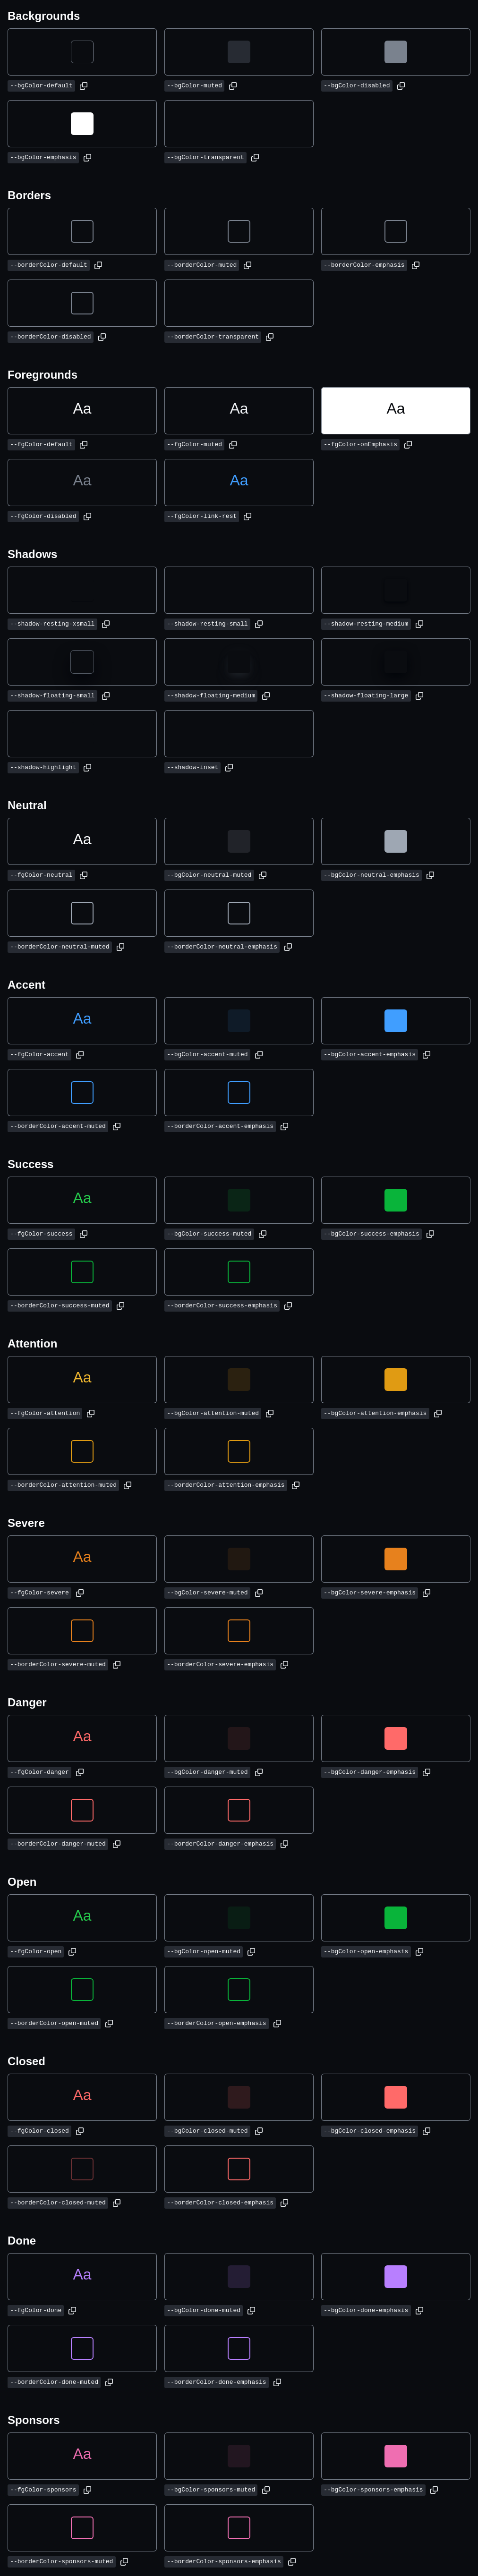 Backgrounds
--bgColor-default --bgColor-muted --bgColor-disabled
--bgColor-emphasis --bgColor-transparent
Borders
--borderColor-default --borderColor-muted --borderColor-emphasis
--borderColor-disabled --borderColor-transparent
Foregrounds
Aa Aa Aa
--fgColor-default --fgColor-muted --fgColor-onEmphasis
Aa Aa
--fgColor-disabled --fgColor-link-rest
Shadows
--shadow-resting-xsmall --shadow-resting-small --shadow-resting-medium
--shadow-floating-small --shadow-floating-medium --shadow-floating-large
--shadow-highlight --shadow-inset
Neutral
Aa
--fgColor-neutral --bgColor-neutral-muted --bgColor-neutral-emphasis
--borderColor-neutral-muted --borderColor-neutral-emphasis
Accent
Aa
--fgColor-accent --bgColor-accent-muted --bgColor-accent-emphasis
--borderColor-accent-muted --borderColor-accent-emphasis
Success
Aa
--fgColor-success --bgColor-success-muted --bgColor-success-emphasis
--borderColor-success-muted --borderColor-success-emphasis
Attention
Aa
--fgColor-attention --bgColor-attention-muted --bgColor-attention-emphasis
--borderColor-attention-muted --borderColor-attention-emphasis
Severe
Aa
--fgColor-severe --bgColor-severe-muted --bgColor-severe-emphasis
--borderColor-severe-muted --borderColor-severe-emphasis
Danger
Aa
--fgColor-danger --bgColor-danger-muted --bgColor-danger-emphasis
--borderColor-danger-muted --borderColor-danger-emphasis
Open
Aa
--fgColor-open --bgColor-open-muted --bgColor-open-emphasis
--borderColor-open-muted --borderColor-open-emphasis
Closed
Aa
--fgColor-closed --bgColor-closed-muted --bgColor-closed-emphasis
--borderColor-closed-muted --borderColor-closed-emphasis
Done
Aa
--fgColor-done --bgColor-done-muted --bgColor-done-emphasis
--borderColor-done-muted --borderColor-done-emphasis
Sponsors
Aa
--fgColor-sponsors --bgColor-sponsors-muted --bgColor-sponsors-emphasis
--borderColor-sponsors-muted --borderColor-sponsors-emphasis